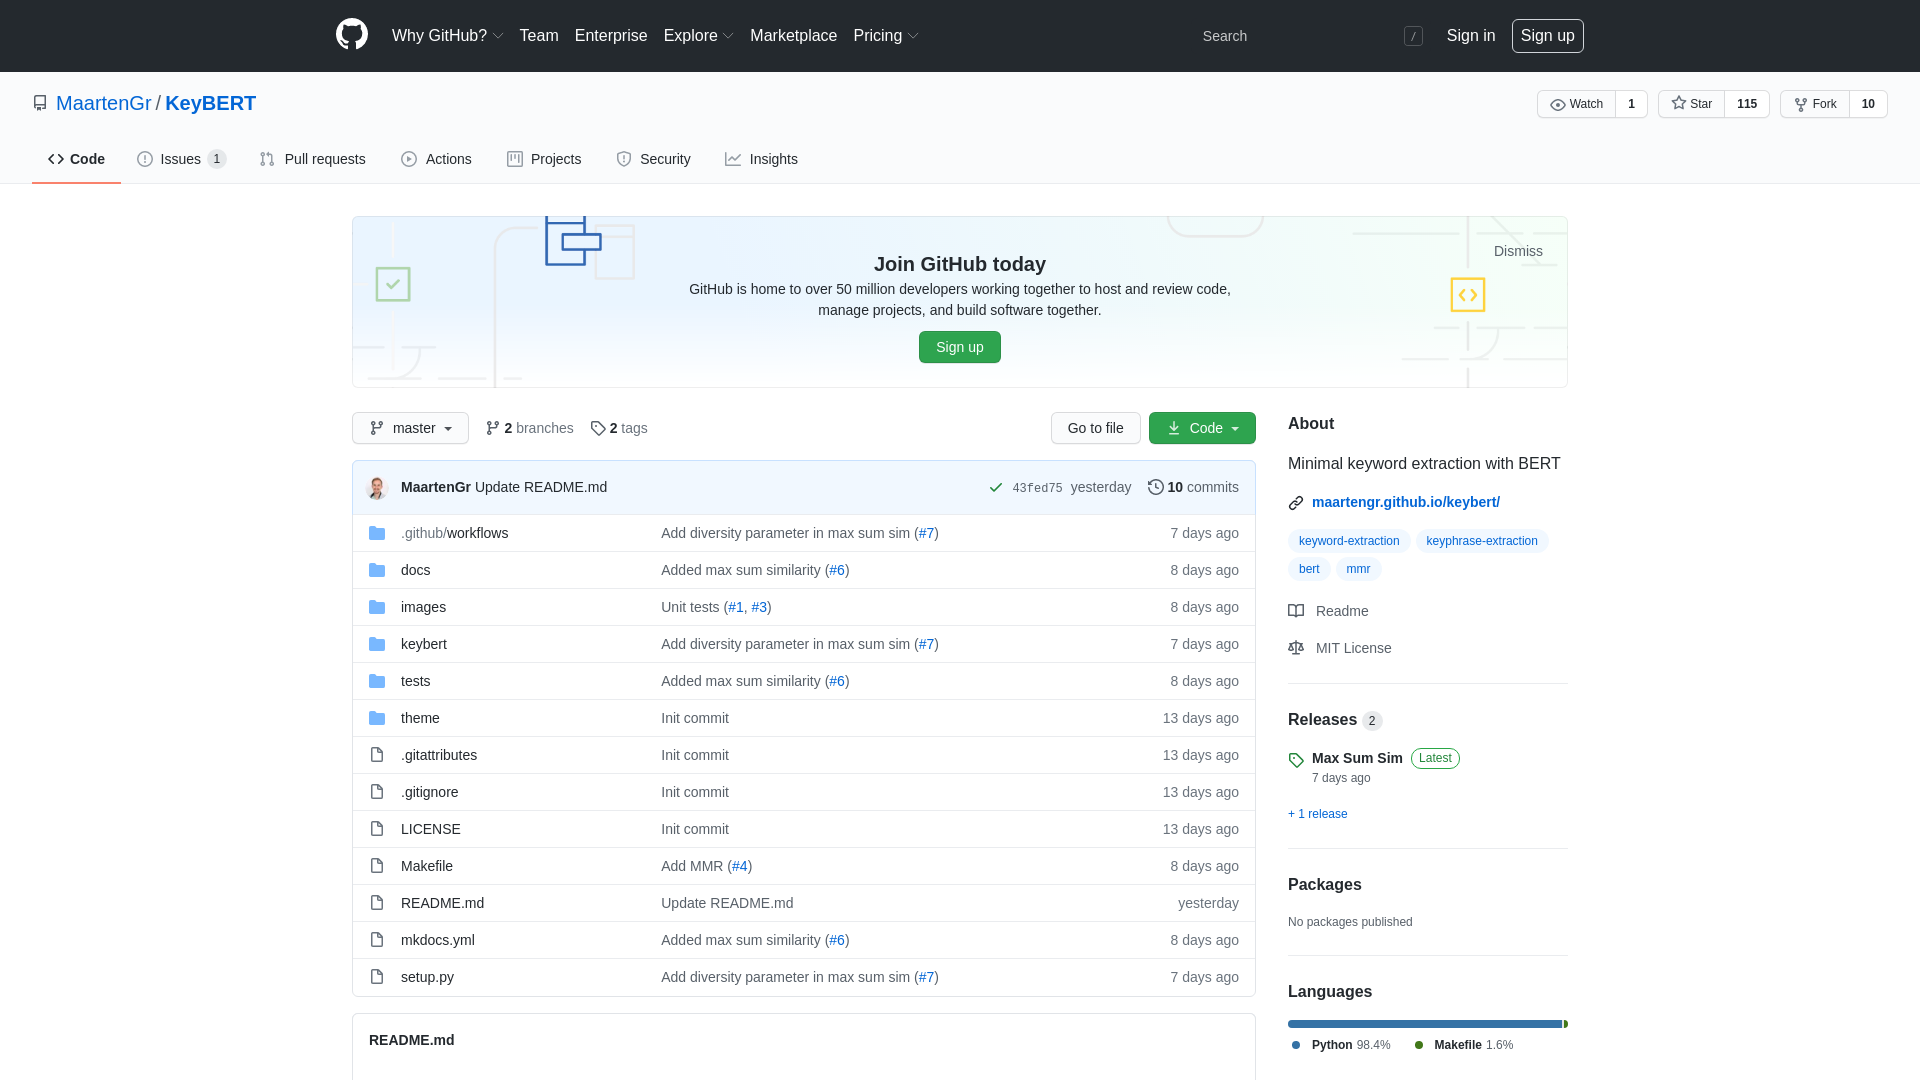 Why GitHub? Team Enterprise Explore Marketplace Pricing Search / Sign in Sign up
MaartenGr / KeyBERT Watch 1 Star 115 Fork 10
Code Issues 1 Pull requests Actions Projects Security Insights
Dismiss
Join GitHub today
GitHub is home to over 50 million developers working together to host and review code,
manage projects, and build software together.
Sign up
master 2 branches 2 tags Go to file Code
MaartenGr Update README.md 43fed75 yesterday 10 commits
.github/workflows Add diversity parameter in max sum sim (#7) 7 days ago
docs Added max sum similarity (#6) 8 days ago
images Unit tests (#1, #3) 8 days ago
keybert Add diversity parameter in max sum sim (#7) 7 days ago
tests Added max sum similarity (#6) 8 days ago
theme Init commit 13 days ago
.gitattributes Init commit 13 days ago
.gitignore Init commit 13 days ago
LICENSE Init commit 13 days ago
Makefile Add MMR (#4) 8 days ago
README.md Update README.md yesterday
mkdocs.yml Added max sum similarity (#6) 8 days ago
setup.py Add diversity parameter in max sum sim (#7) 7 days ago
README.md
About
Minimal keyword extraction with BERT
maartengr.github.io/keybert/
keyword-extraction keyphrase-extraction
bert mmr
Readme
MIT License
Releases 2
Max Sum Sim Latest
7 days ago
+ 1 release
Packages
No packages published
Languages
Python 98.4% Makefile 1.6%